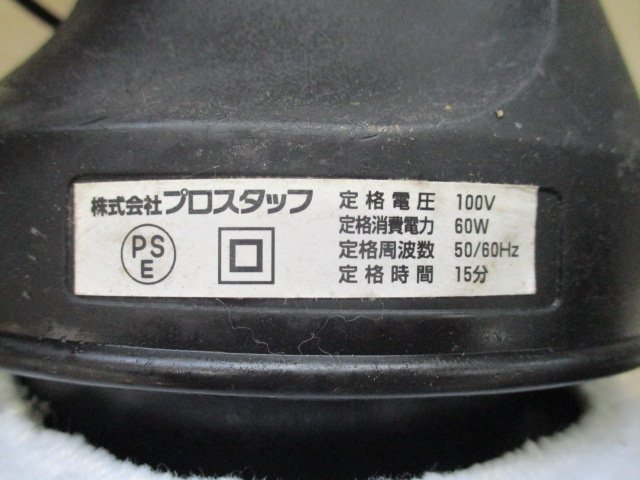 株式会社プロスタッフ
PS
E
定格電圧 100V
定格消費電力 60W
定格周波数 50/60Hz
定格時間 15分